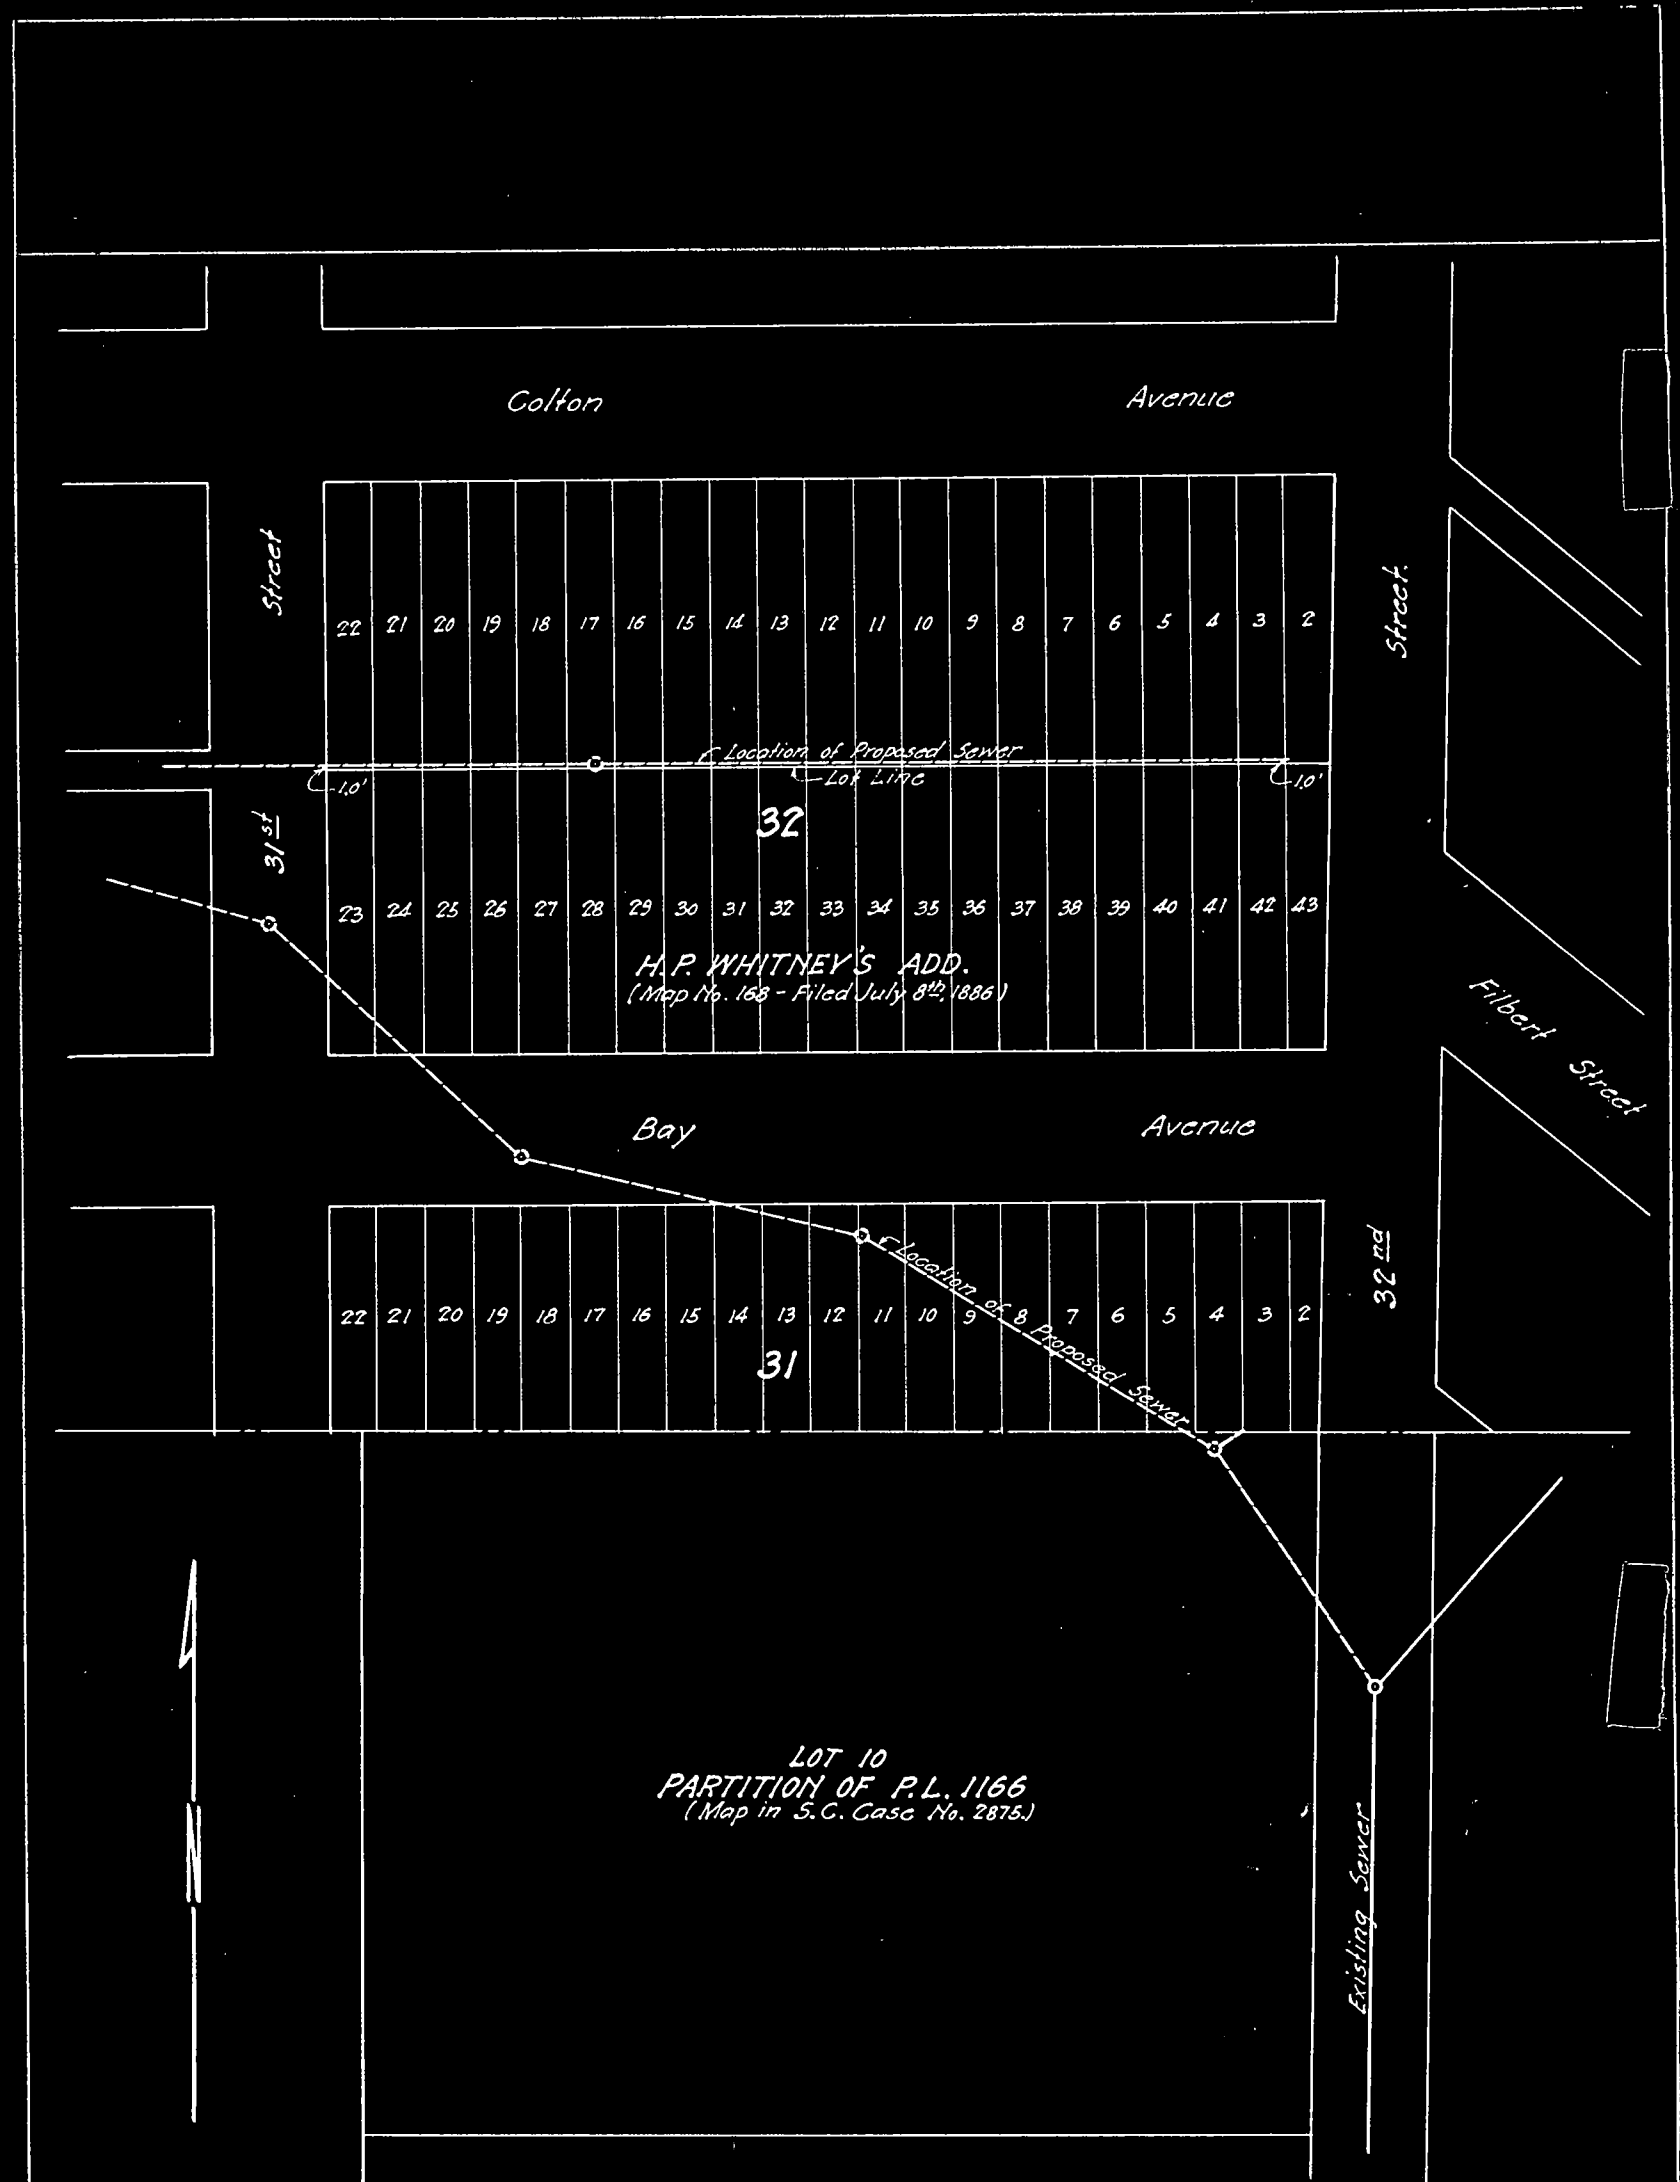 Colton Avenue
Street
Street.
22 21 20 19 18 17 16 15 14 13 12 11 10 9 8 7 6 5 4 3 2
Location of Proposed Sewer
Lot Line
1.0'
1.0'
32
31st
23 24 25 26 27 28 29 30 31 32 33 34 35 36 37 38 39 40 41 42 43
H.P. WHITNEY'S ADD.
(Map No. 168 - Filed July 8th, 1886)
Filbert Street
Bay Avenue
32nd
Location of Proposed Sewer
22 21 20 19 18 17 16 15 14 13 12 11 10 9 8 7 6 5 4 3 2
31
LOT 10
PARTITION OF P.L. 1166
(Map in S.C. Case No. 2875.)
N
Existing Sewer